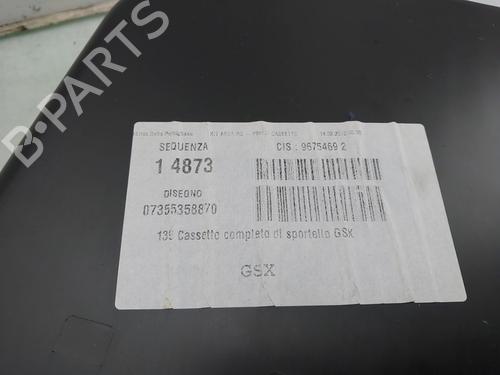 SEQUENZA
CIS : 9675469 2
1 4873
DISEGNO
07355358870
139 Cassetto completo di sportello GSX
GSX
B-PARTS